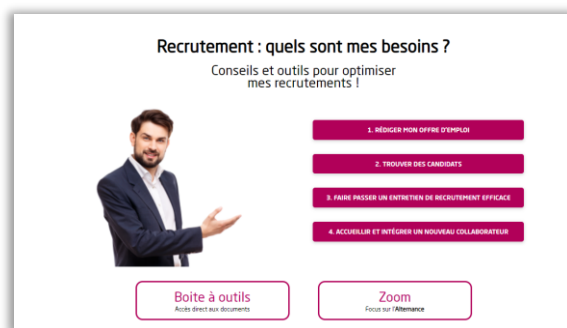 Recrutement : quels sont mes besoins ?
Conseils et outils pour optimiser
mes recrutements !
1. RÉDIGER MON OFFRE D'EMPLOI
2. TROUVER DES CANDIDATS
3. FAIRE PASSER UN ENTRETIEN DE RECRUTEMENT EFFICACE
4. ACCUEILLIR ET INTÉGRER UN NOUVEAU COLLABORATEUR
Boite à outils
Accès direct aux documents
Zoom
Focus sur l'Alternance